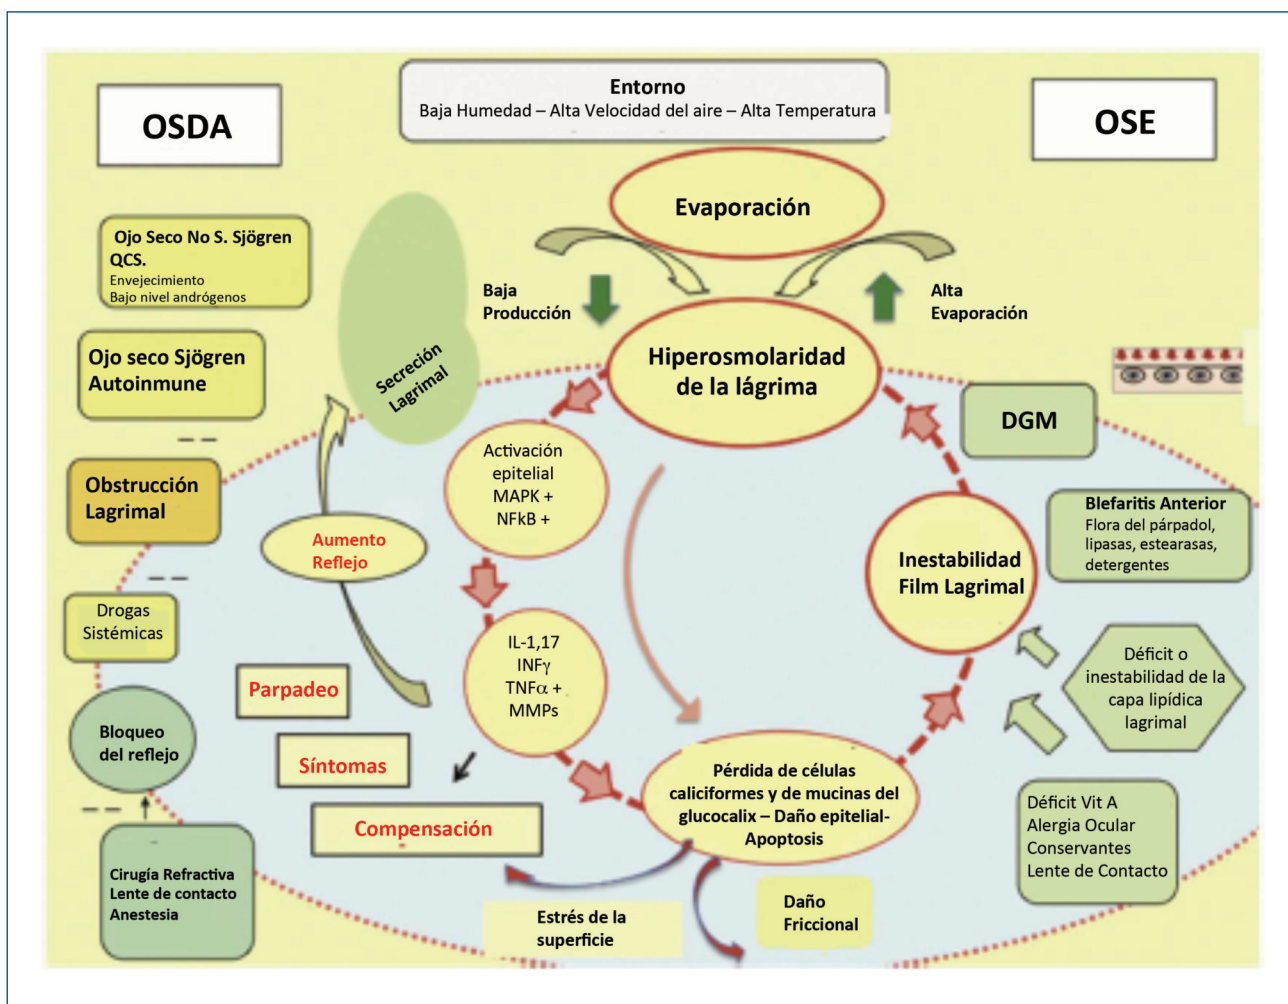 Entorno
Baja Humedad – Alta Velocidad del aire – Alta Temperatura
OSDA
OSE
Evaporación
Ojo Seco No S. Sjögren
QCS.
Envejecimiento
Bajo nivel andrógenos
Baja
Producción
Alta
Evaporación
Ojo seco Sjögren
Autoinmune
Secreción
Lagrimal
Hiperosmolaridad
de la lágrima
DGM
Activación
epitelial
MAPK +
NFkB +
Obstrucción
Lagrimal
Aumento
Reflejo
Inestabilidad
Film Lagrimal
Blefaritis Anterior
Flora del párpadol,
lipasas, estearasas,
detergentes
Drogas
Sistémicas
IL-1,17
INFγ
TNFα +
MMPs
Parpadeo
Déficit o
inestabilidad de la
capa lipídica
lagrimal
Bloqueo
del reflejo
Síntomas
Pérdida de células
caliciformes y de mucinas del
glucocalix – Daño epitelial-
Apoptosis
Compensación
Déficit Vit A
Alergia Ocular
Conservantes
Lente de Contacto
Cirugía Refractiva
Lente de contacto
Anestesia
Estrés de la
superficie
Daño
Friccional